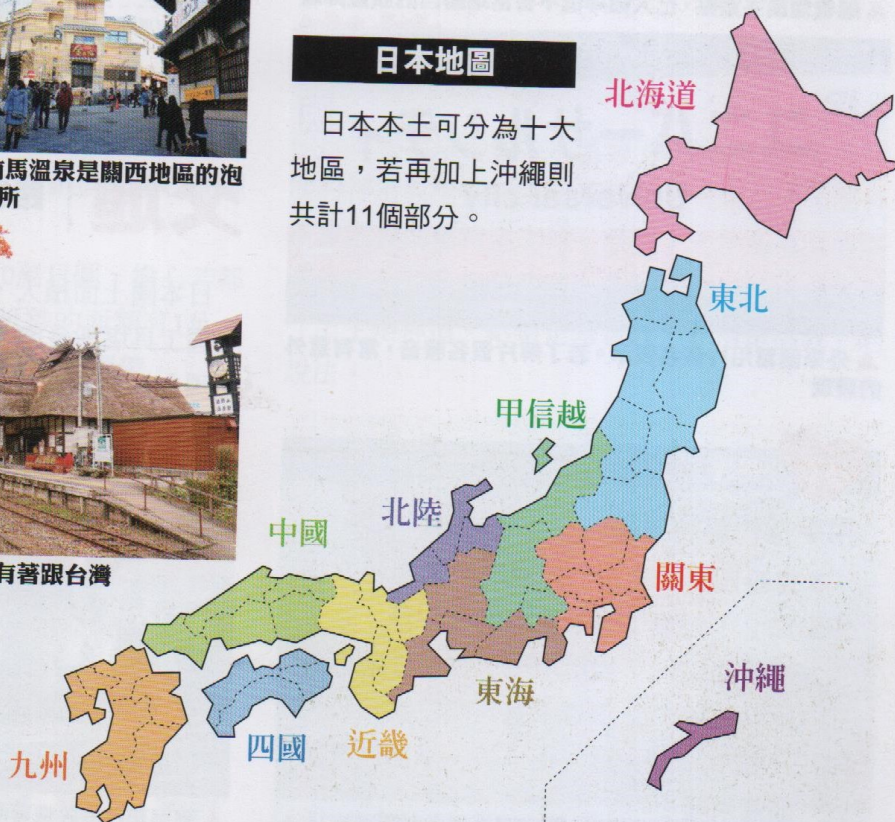 有馬溫泉是關西地區的泡
所
有著跟台灣
日本地圖
日本本土可分為十大
地區，若再加上沖繩則
共計11個部分。
北海道
東北
甲信越
北陸
中國
關東
東海
沖繩
近畿
四國
九州